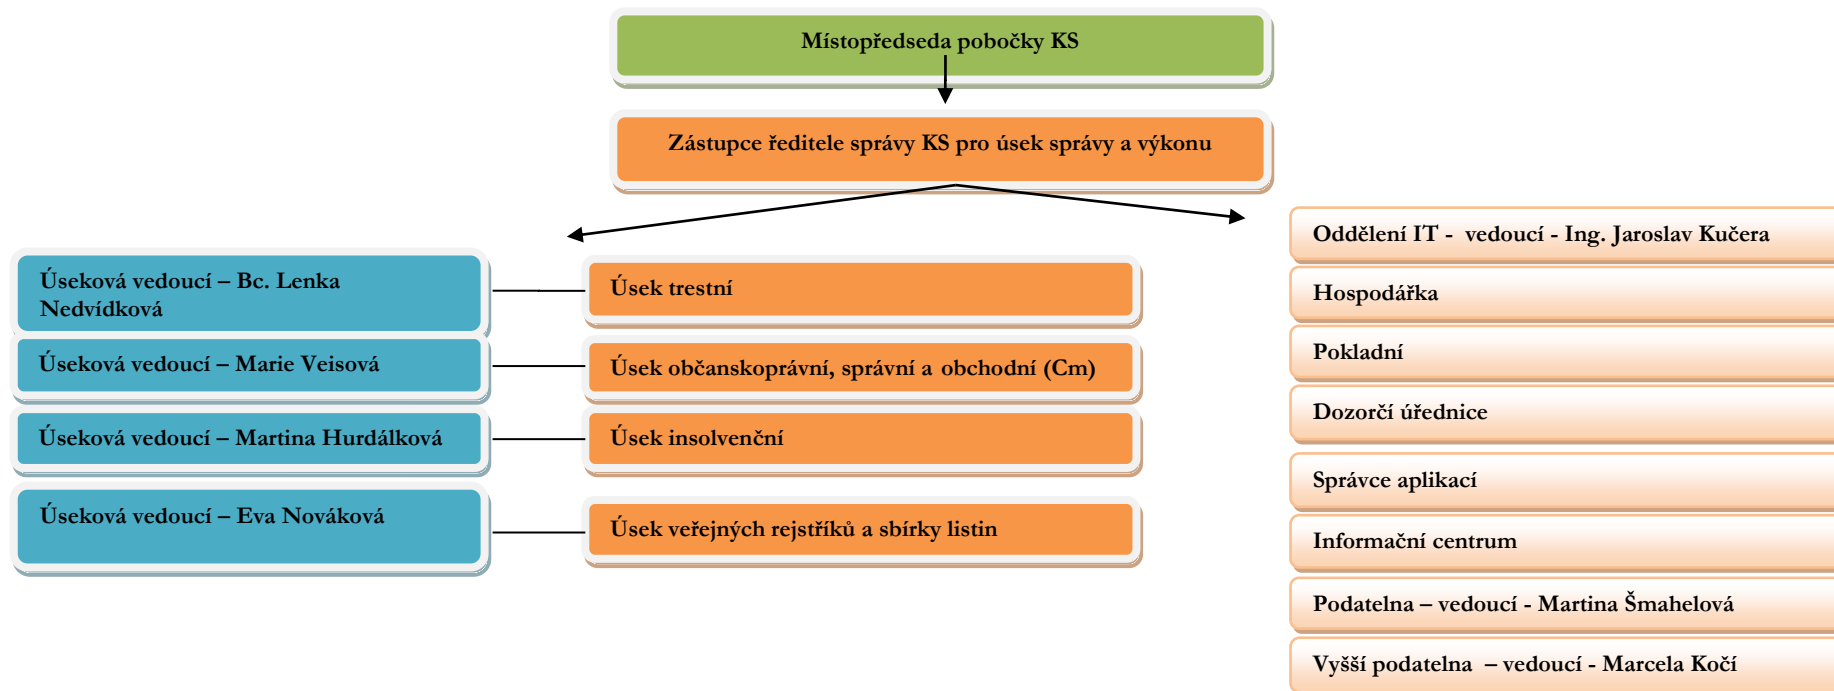 Místopředseda pobočky KS
Zástupce ředitele správy KS pro úsek správy a výkonu
Úseková vedoucí – Bc. Lenka
Nedvídková
Úsek trestní
Úseková vedoucí – Marie Veisová
Úsek občanskoprávní, správní a obchodní (Cm)
Úseková vedoucí – Martina Hurdálková
Úsek insolvenční
Úseková vedoucí – Eva Nováková
Úsek veřejných rejstříků a sbírky listin
Oddělení IT - vedoucí - Ing. Jaroslav Kučera
Hospodářka
Pokladní
Dozorčí úřednice
Správce aplikací
Informační centrum
Podatelna – vedoucí - Martina Šmahelová
Vyšší podatelna – vedoucí - Marcela Kočí